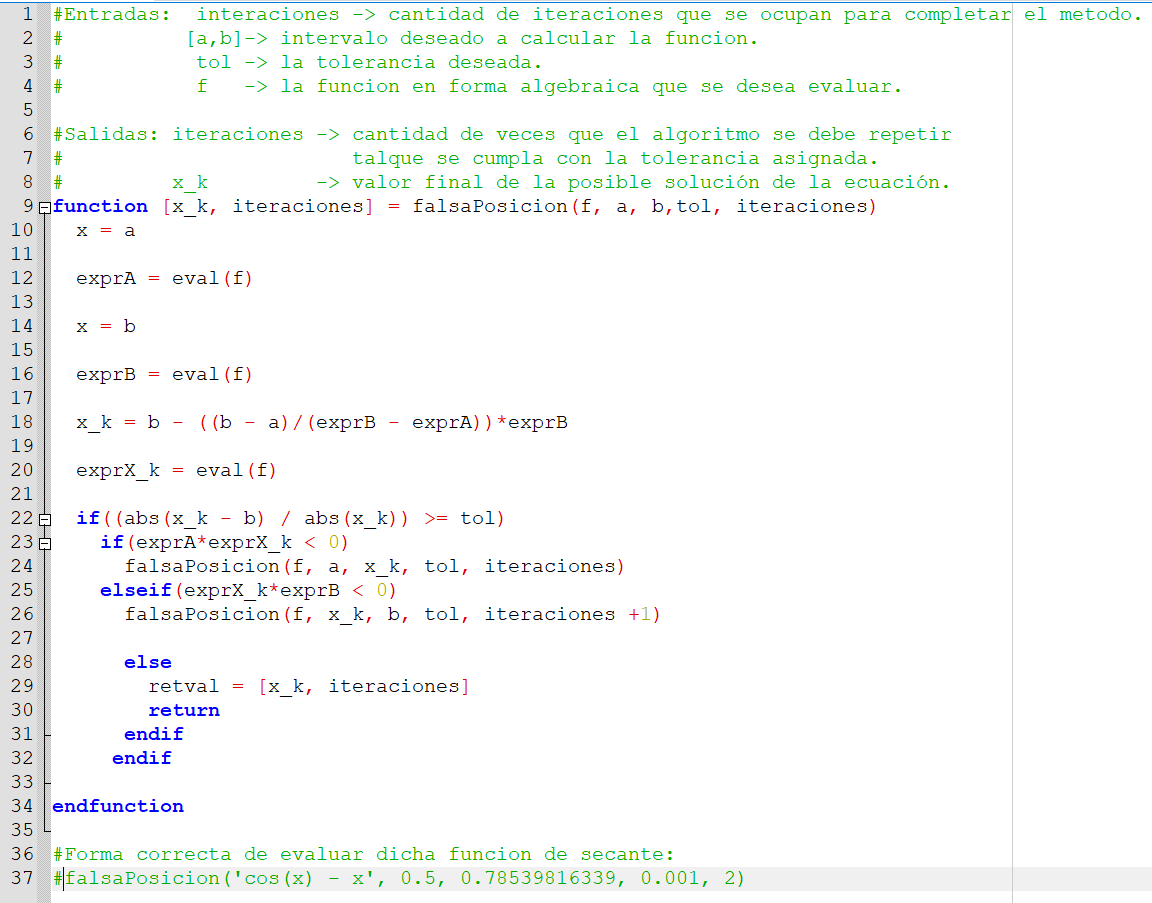 1 #Entradas:  interaciones -> cantidad de iteraciones que se ocupan para completar el metodo.
2 #          [a,b]-> intervalo deseado a calcular la funcion.
3 #           tol -> la tolerancia deseada.
4 #           f   -> la funcion en forma algebraica que se desea evaluar.
5
6 #Salidas: iteraciones -> cantidad de veces que el algoritmo se debe repetir
7 #                        talque se cumpla con la tolerancia asignada.
8 #         x_k         -> valor final de la posible solución de la ecuación.
9 function [x_k, iteraciones] = falsaPosicion(f, a, b,tol, iteraciones)
10   x = a
11
12   exprA = eval(f)
13
14   x = b
15
16   exprB = eval(f)
17
18   x_k = b - ((b - a)/(exprB - exprA))*exprB
19
20   exprX_k = eval(f)
21
22   if((abs(x_k - b) / abs(x_k)) >= tol)
23     if(exprA*exprX_k < 0)
24       falsaPosicion(f, a, x_k, tol, iteraciones)
25     elseif(exprX_k*exprB < 0)
26       falsaPosicion(f, x_k, b, tol, iteraciones +1)
27
28       else
29         retval = [x_k, iteraciones]
30         return
31       endif
32      endif
33
34 endfunction
35
36 #Forma correcta de evaluar dicha funcion de secante:
37 #falsaPosicion('cos(x) - x', 0.5, 0.78539816339, 0.001, 2)